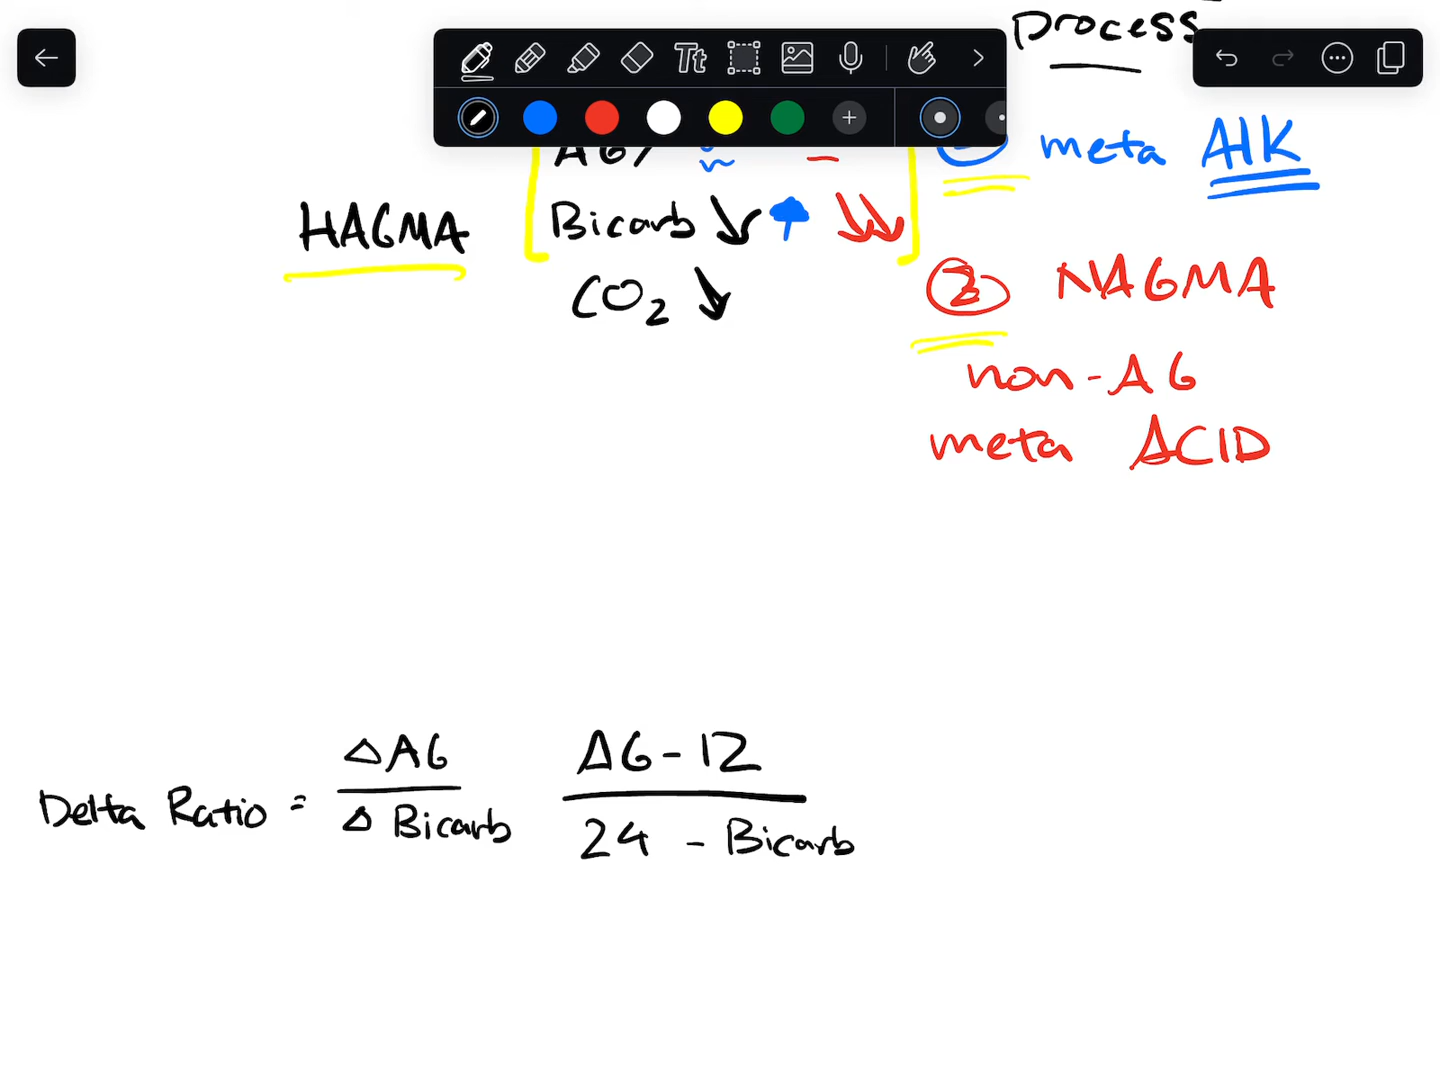 process
Tt
meta AlK
HAGMA
Bicarb
CO₂
② NAGMA
non-AG
meta ACID
Delta Ratio = ΔAG / Δ Bicarb
AG - 12 / 24 - Bicarb